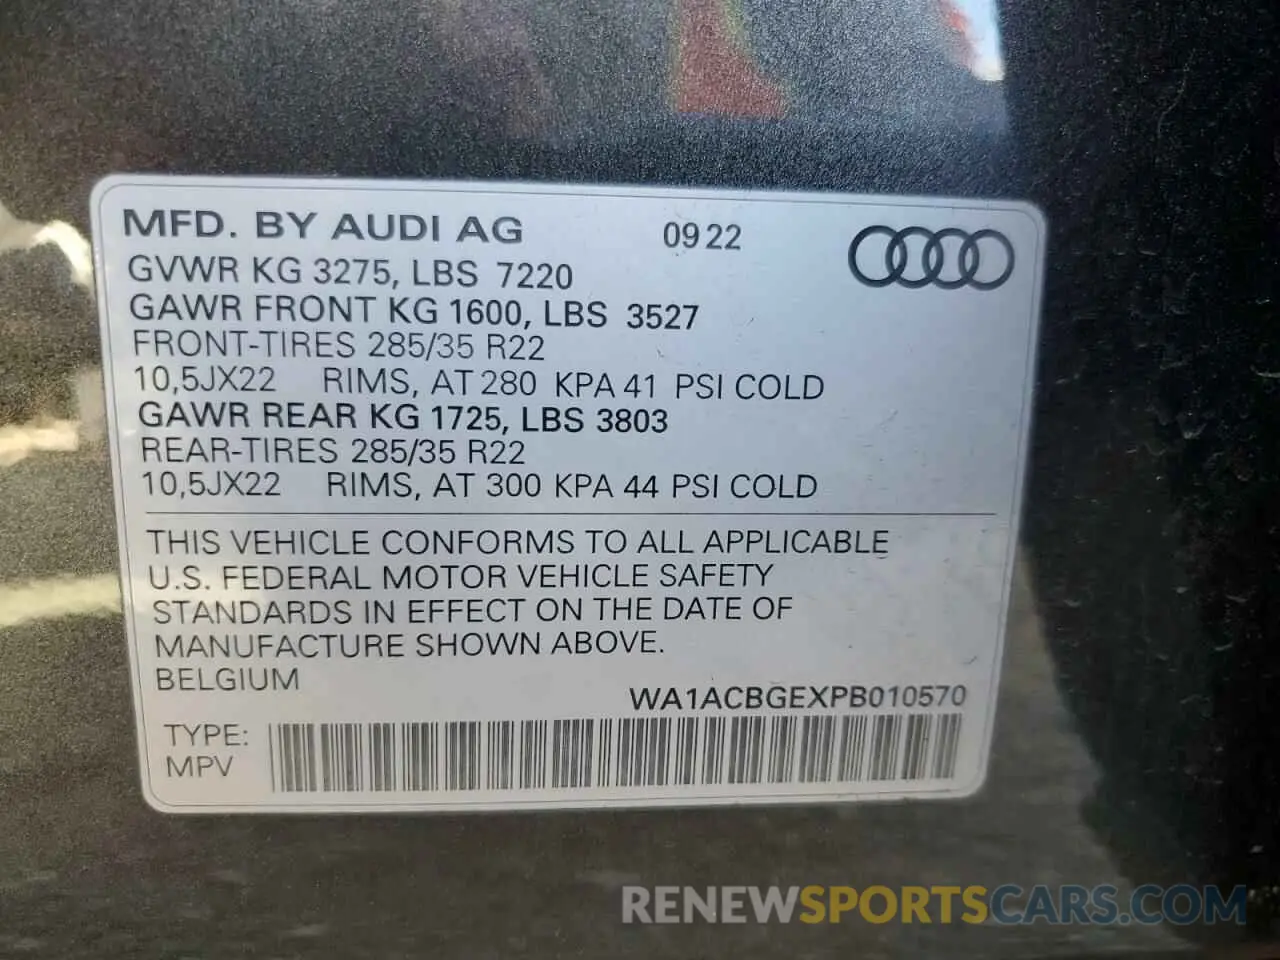 MFD. BY AUDI AG 09 22
GVWR KG 3275, LBS 7220
GAWR FRONT KG 1600, LBS 3527
FRONT-TIRES 285/35 R22
10,5JX22 RIMS, AT 280 KPA 41 PSI COLD
GAWR REAR KG 1725, LBS 3803
REAR-TIRES 285/35 R22
10,5JX22 RIMS, AT 300 KPA 44 PSI COLD
THIS VEHICLE CONFORMS TO ALL APPLICABLE
U.S. FEDERAL MOTOR VEHICLE SAFETY
STANDARDS IN EFFECT ON THE DATE OF
MANUFACTURE SHOWN ABOVE.
BELGIUM
WA1ACBGEXPB010570
TYPE:
MPV
RENEWSPORTSCARS.COM